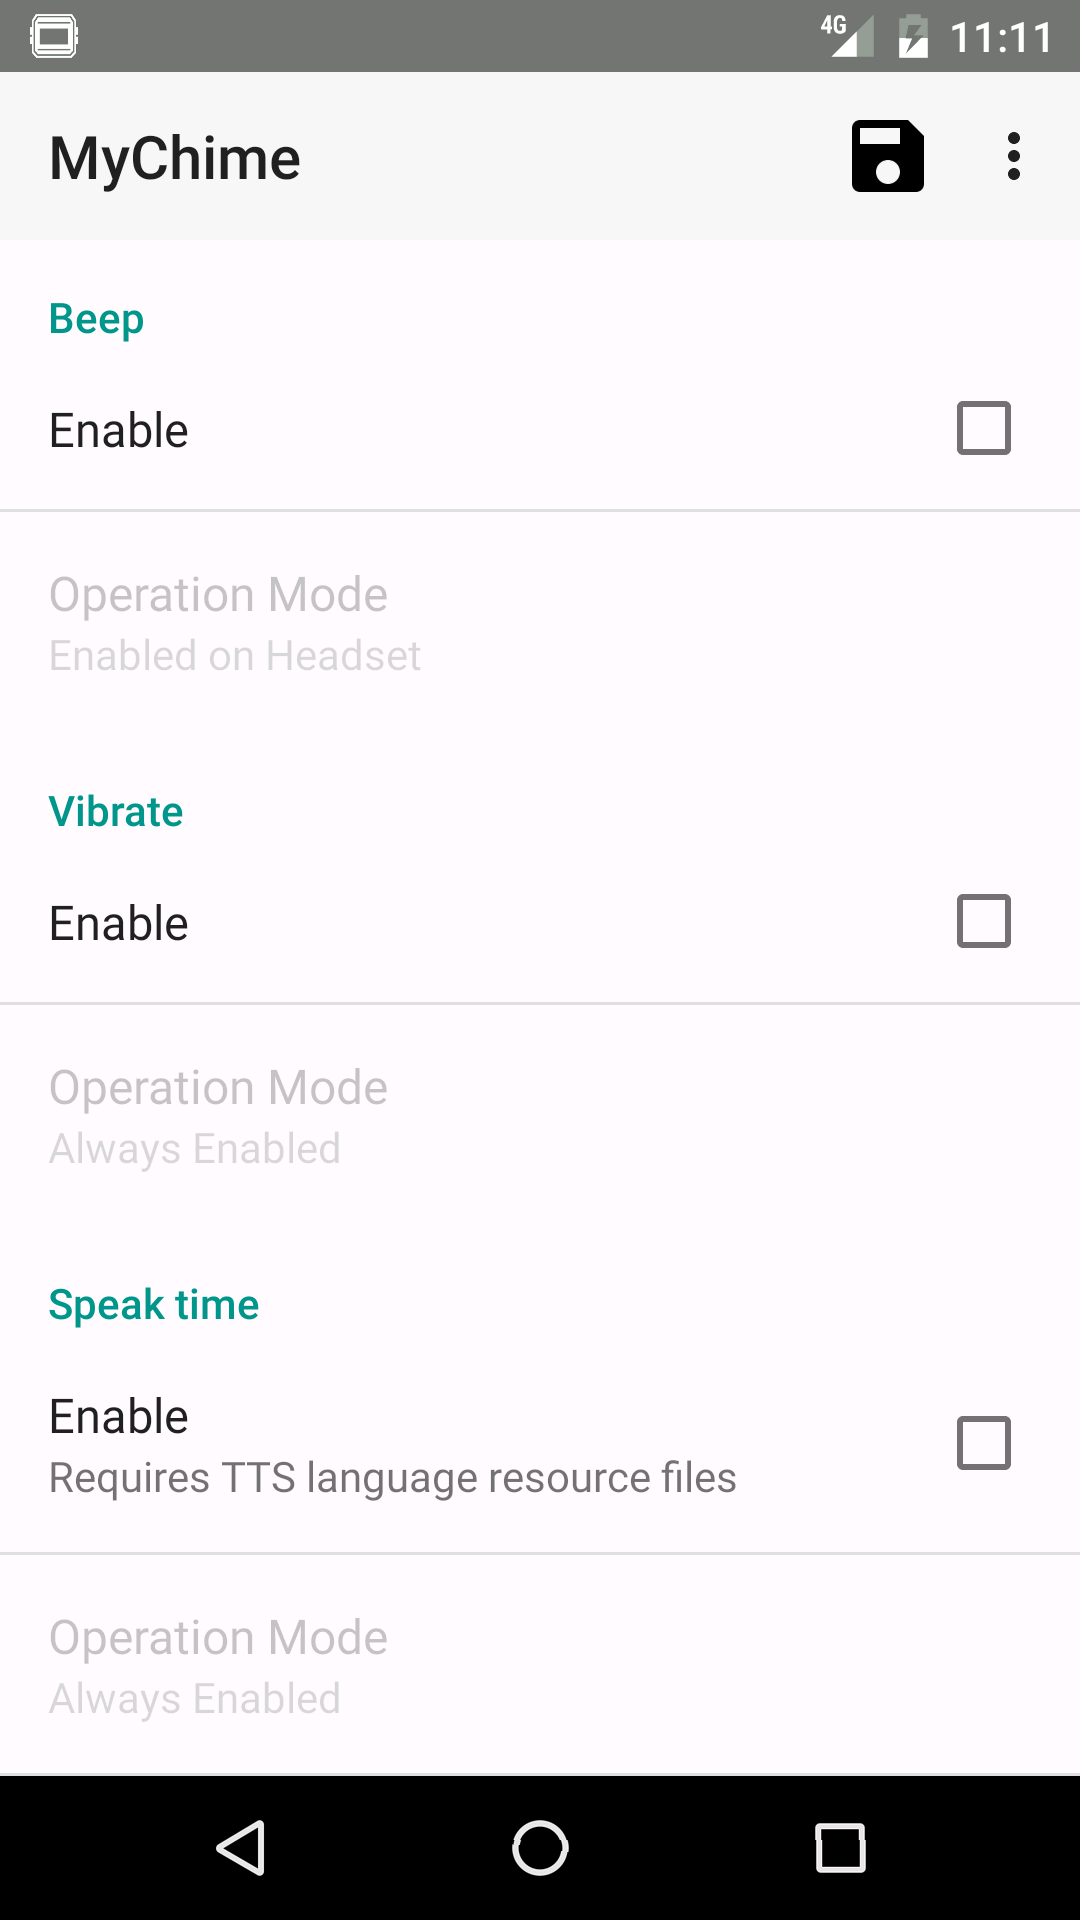 4G 11:11
MyChime
Beep
Enable
Operation Mode
Enabled on Headset
Vibrate
Enable
Operation Mode
Always Enabled
Speak time
Enable
Requires TTS language resource files
Operation Mode
Always Enabled